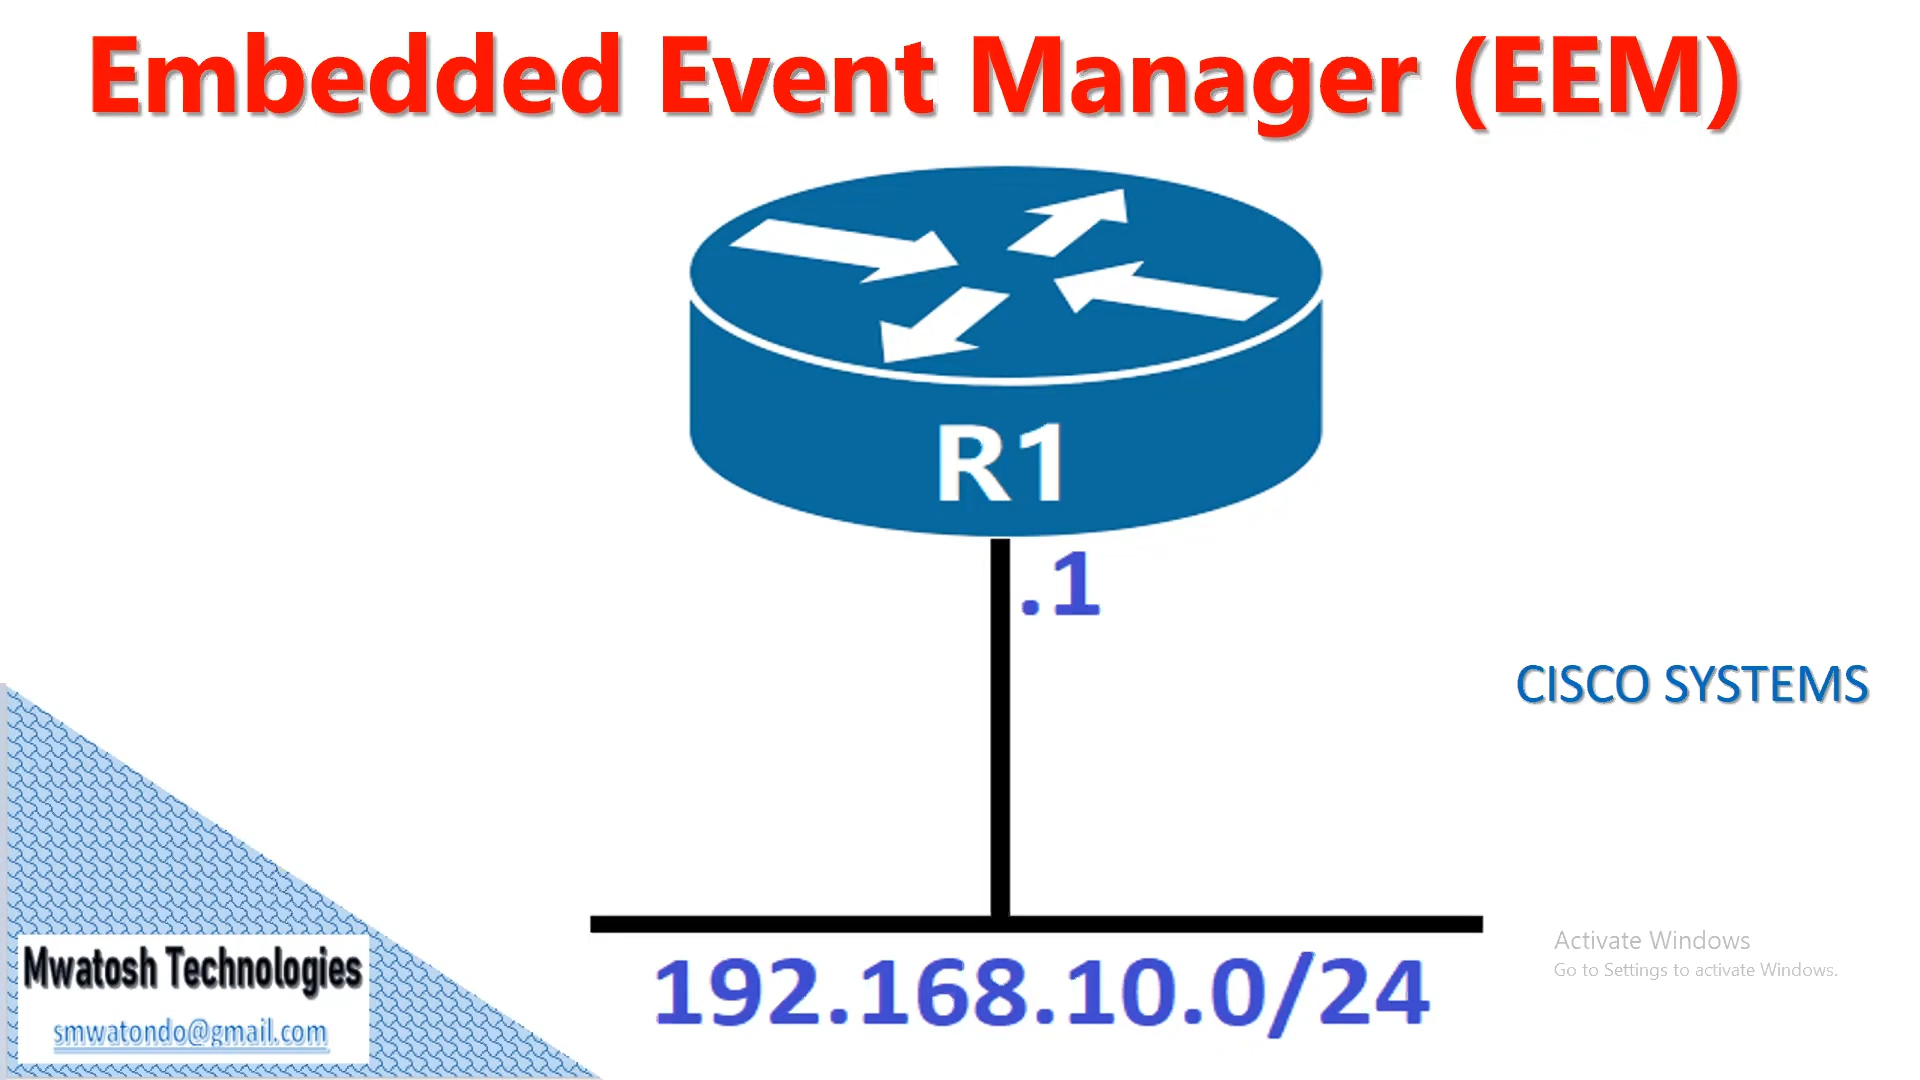 Embedded Event Manager (EEM)
R1
.1
CISCO SYSTEMS
192.168.10.0/24
Mwatosh Technologies
smwatondo@gmail.com
Activate Windows
Go to Settings to activate Windows.